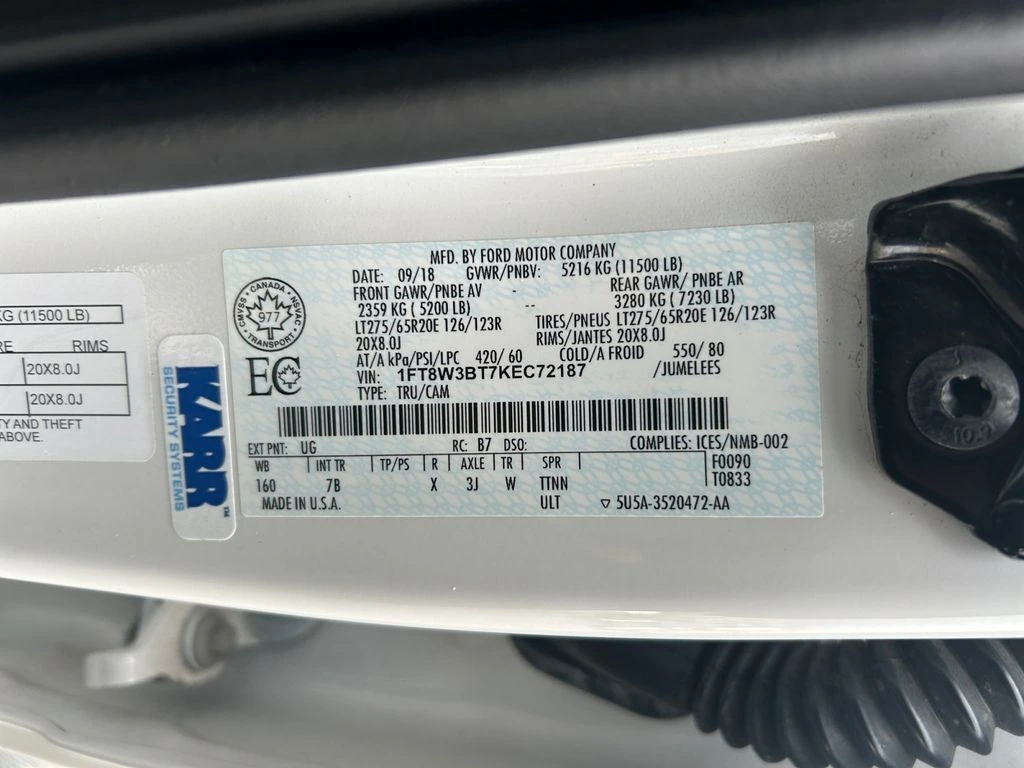 MFD. BY FORD MOTOR COMPANY
DATE: 09/18 GVWR/PNBV: 5216 KG (11500 LB)
FRONT GAWR/PNBE AV - REAR GAWR/ PNBE AR
2359 KG ( 5200 LB) -- 3280 KG ( 7230 LB)
LT275/65R20E 126/123R TIRES/PNEUS LT275/65R20E 126/123R
20X8.0J RIMS/JANTES 20X8.0J
AT/A kPa/PSI/LPC 420/ 60 COLD/A FROID 550/ 80
VIN: 1FT8W3BT7KEC72187 /JUMELEES
TYPE: TRU/CAM
EXT PNT: UG RC: B7 DSO: COMPLIES: ICES/NMB-002
WB INT TR TP/PS R AXLE TR SPR F0090
160 7B X 3J W TTNN T0833
MADE IN U.S.A. ULT ▽ 5U5A-3520472-AA
CMVSS CANADA NSVAC
977
TRANSPORT
EC
KARR™
SECURITY SYSTEMS
KG (11500 LB)
RE RIMS
20X8.0J
20X8.0J
TY AND THEFT
ABOVE.
10.9